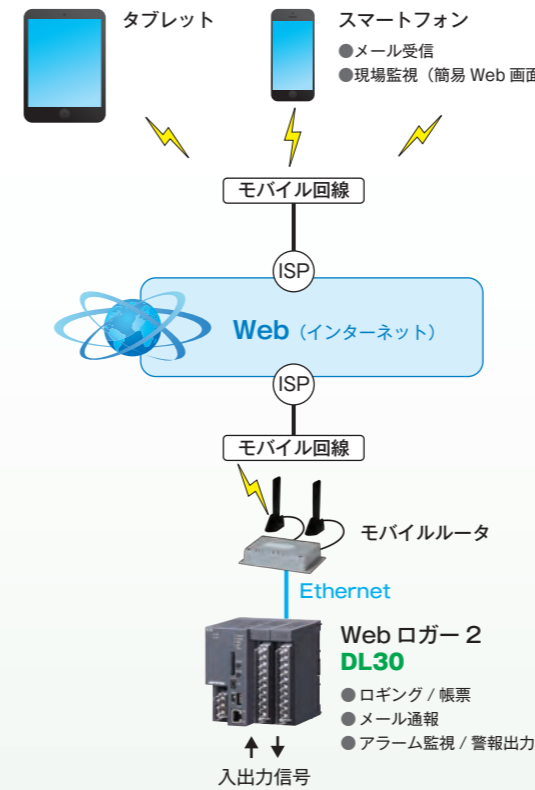 タブレット
スマートフォン
●メール受信
●現場監視（簡易 Web 画面
モバイル回線
ISP
Web（インターネット）
ISP
モバイル回線
モバイルルータ
Ethernet
Web ロガー 2
DL30
●ロギング / 帳票
●メール通報
●アラーム監視 / 警報出力
入出力信号